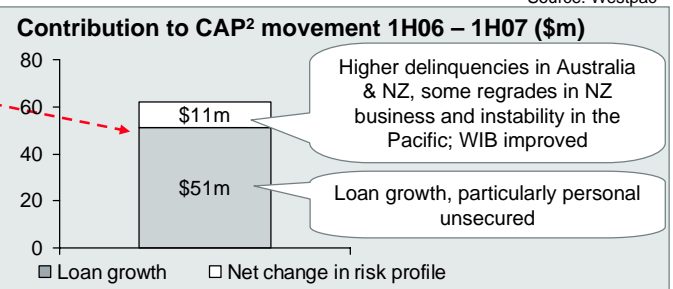 Source: Westpac
Contribution to CAP² movement 1H06 – 1H07 ($m)
80
60
40
20
0
$11m
$51m
Higher delinquencies in Australia
& NZ, some regrades in NZ
business and instability in the
Pacific; WIB improved
Loan growth, particularly personal
unsecured
Loan growth
Net change in risk profile